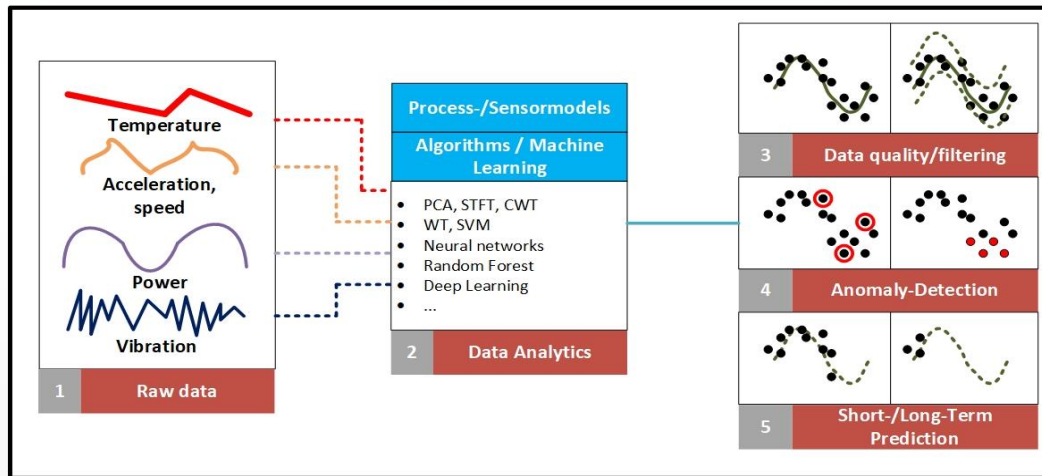 Temperature
Acceleration,
speed
Power
Vibration
1
Raw data
Process-/Sensormodels
Algorithms / Machine
Learning
• PCA, STFT, CWT
• WT, SVM
• Neural networks
• Random Forest
• Deep Learning
• ...
2
Data Analytics
3
Data quality/filtering
4
Anomaly-Detection
5
Short-/Long-Term
Prediction